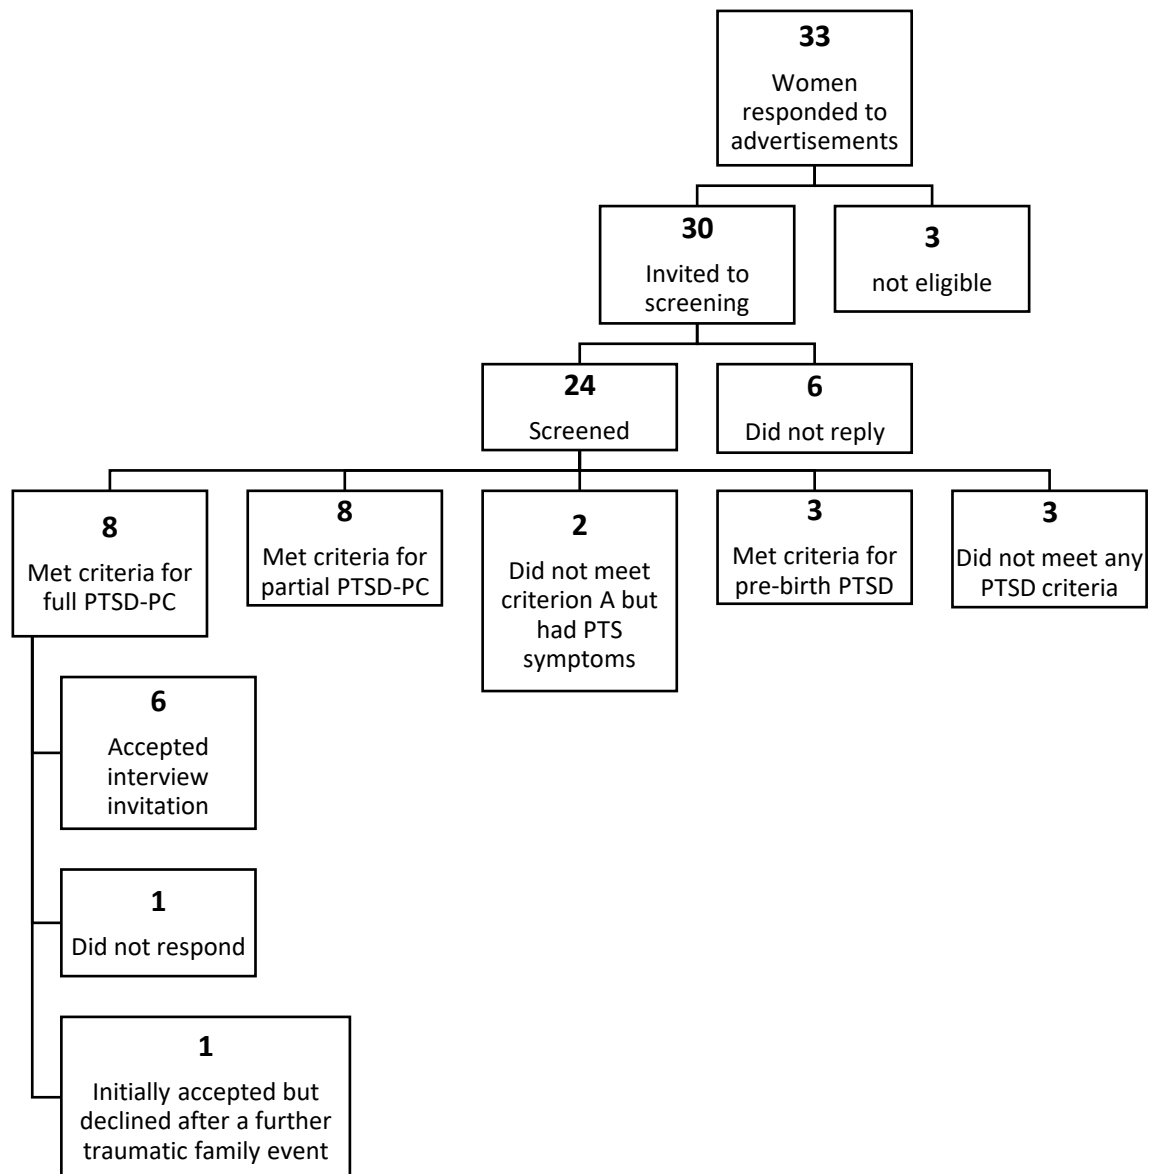 33
Women
responded to
advertisements
30
Invited to
screening
3
not eligible
24
Screened
6
Did not reply
8
Met criteria for
full PTSD-PC
8
Met criteria for
partial PTSD-PC
2
Did not meet
criterion A but
had PTS
symptoms
3
Met criteria for
pre-birth PTSD
3
Did not meet any
PTSD criteria
6
Accepted
interview
invitation
1
Did not respond
1
Initially accepted but
declined after a further
traumatic family event